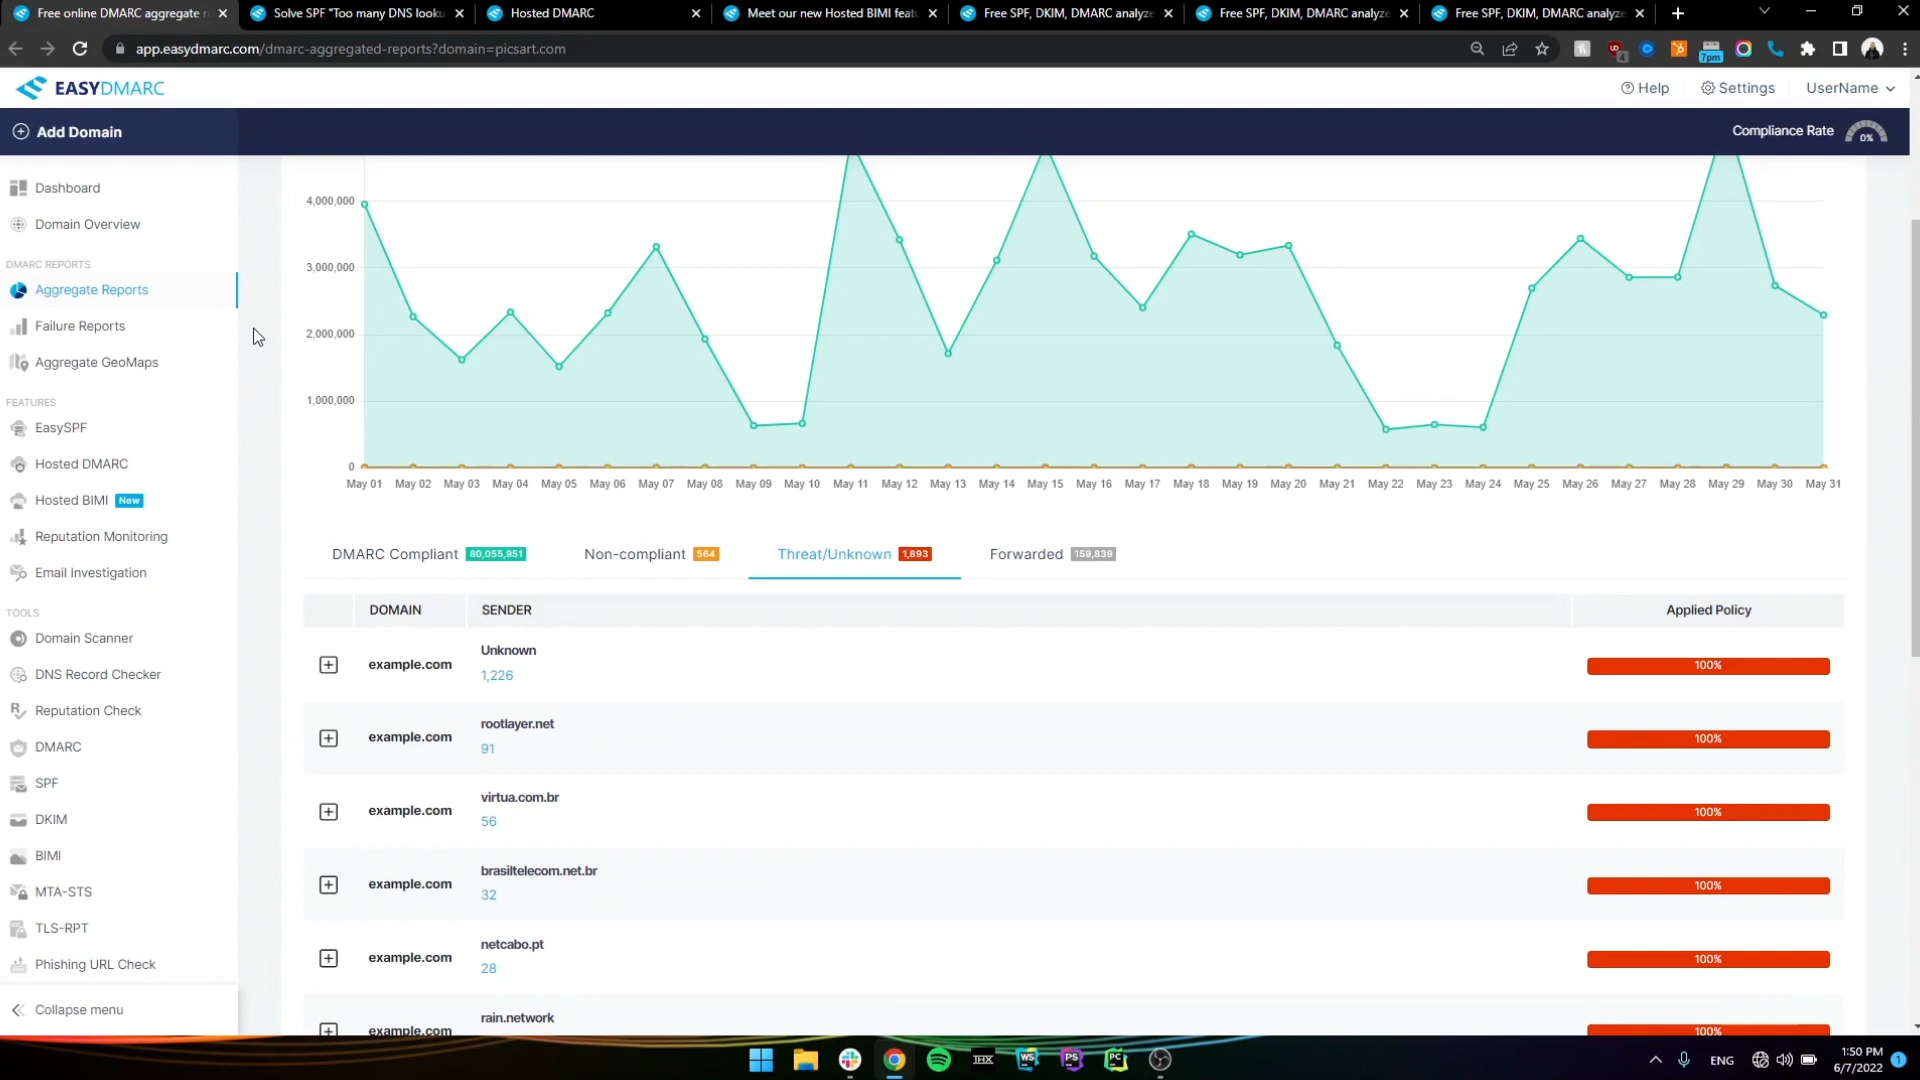 Free online DMARC aggregate r
Solve SPF "Too many DNS looku
Hosted DMARC
Meet our new Hosted BIMI feat
Free SPF, DKIM, DMARC analyze
Free SPF, DKIM, DMARC analyze
Free SPF, DKIM, DMARC analyze
app.easydmarc.com/dmarc-aggregated-reports?domain=picsart.com
7pm
EASYDMARC
Help
Settings
UserName
Add Domain
Compliance Rate
0%
Dashboard
Domain Overview
DMARC REPORTS
Aggregate Reports
Failure Reports
Aggregate GeoMaps
FEATURES
EasySPF
Hosted DMARC
Hosted BIMI New
Reputation Monitoring
Email Investigation
TOOLS
Domain Scanner
DNS Record Checker
Reputation Check
DMARC
SPF
DKIM
BIMI
MTA-STS
TLS-RPT
Phishing URL Check
Collapse menu
4,000,000
3,000,000
2,000,000
1,000,000
0
May 01 May 02 May 03 May 04 May 05 May 06 May 07 May 08 May 09 May 10 May 11 May 12 May 13 May 14 May 15 May 16 May 17 May 18 May 19 May 20 May 21 May 22 May 23 May 24 May 25 May 26 May 27 May 28 May 29 May 30 May 31
DMARC Compliant 80,055,951
Non-compliant 564
Threat/Unknown 1,893
Forwarded 159,839
DOMAIN SENDER Applied Policy
Unknown
example.com 100%
1,226
rootlayer.net
example.com 100%
91
virtua.com.br
example.com 100%
56
brasiltelecom.net.br
example.com 100%
32
netcabo.pt
example.com 100%
28
rain.network
example.com 100%
THX
WS
PS
PC
ENG
1:50 PM
6/7/2022
1